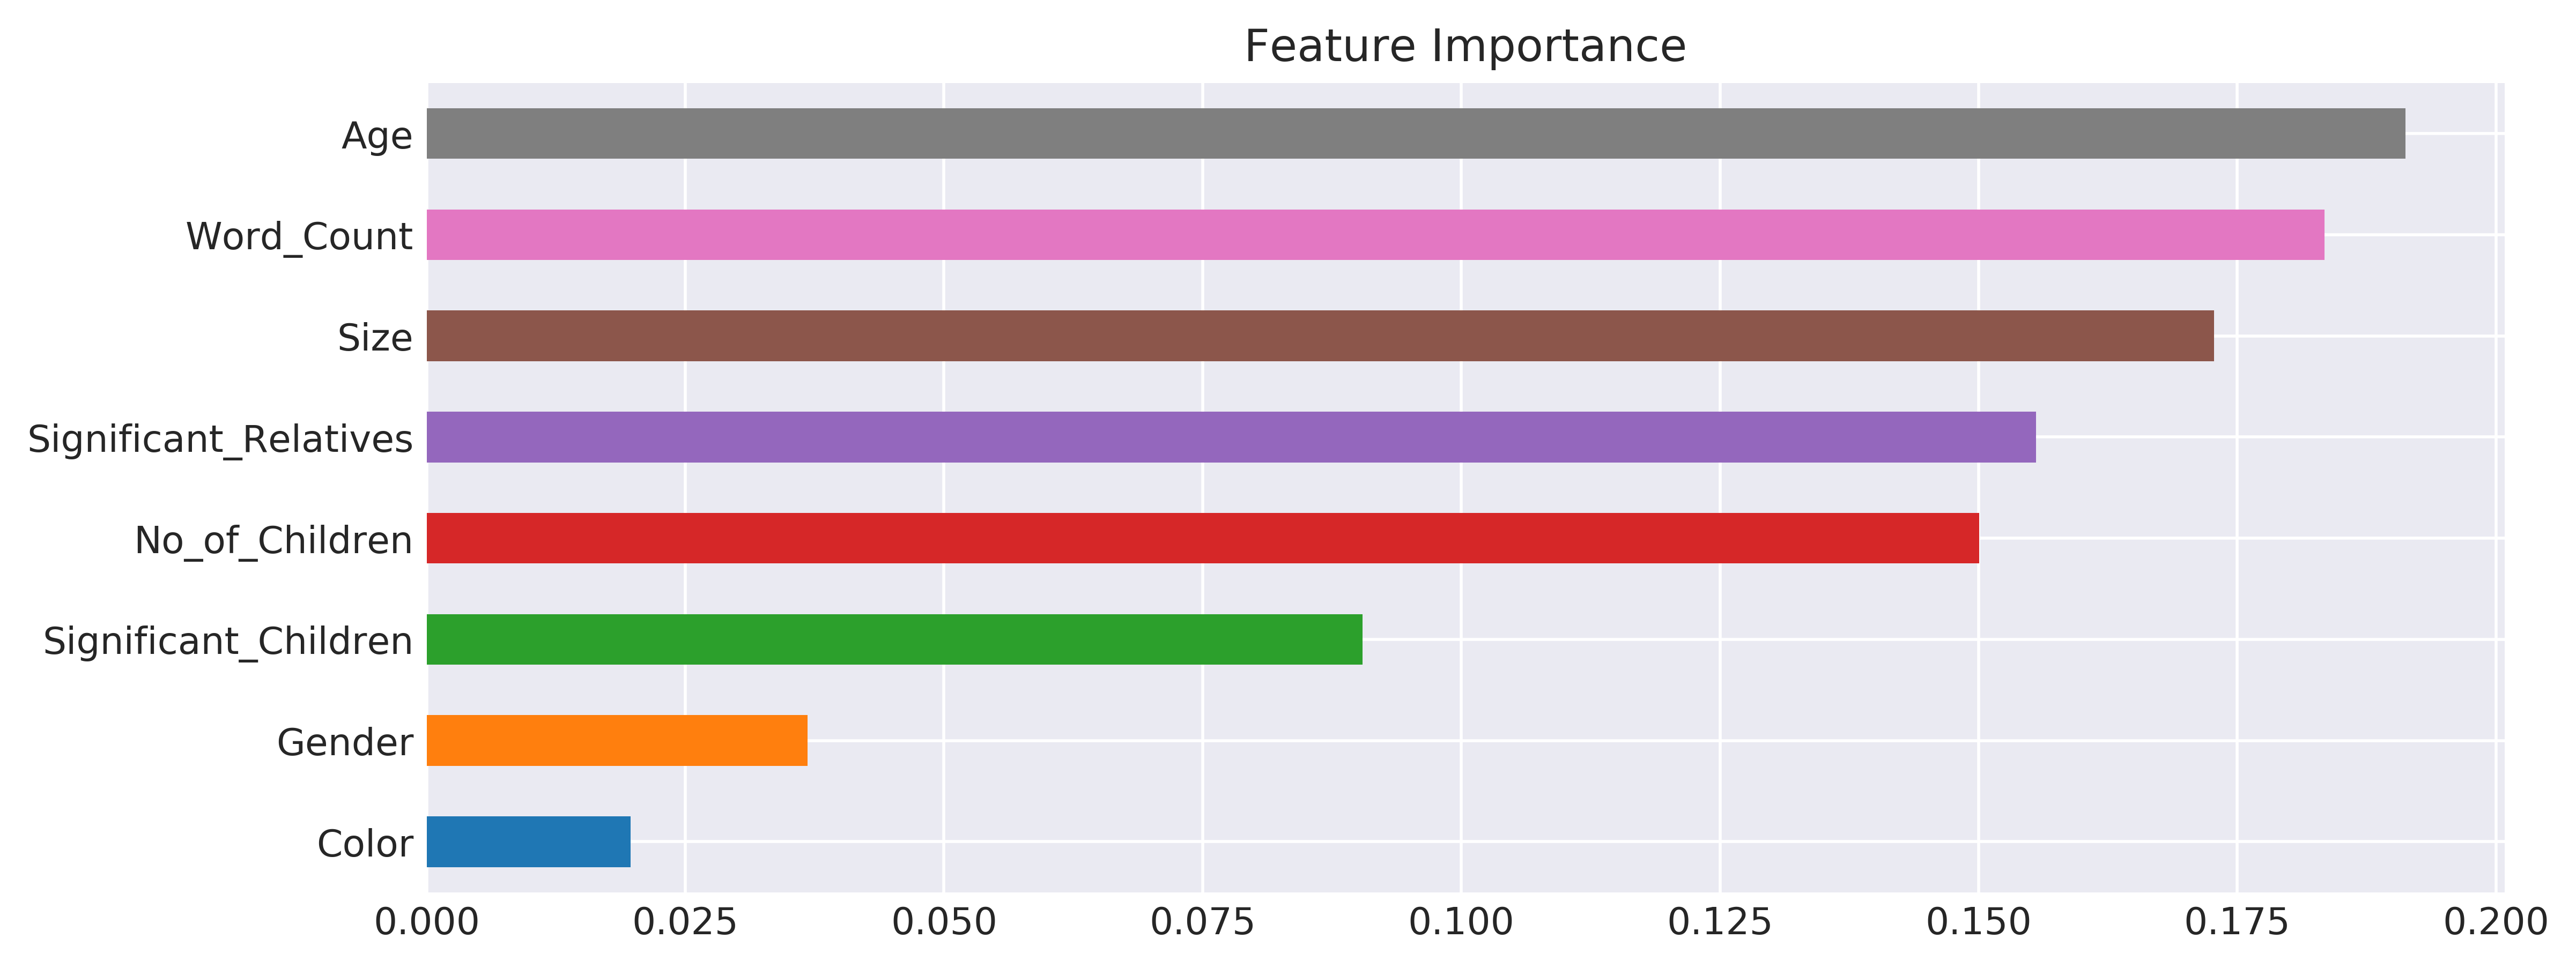 Feature Importance
Age
Word_Count
Size
Significant_Relatives
No_of_Children
Significant_Children
Gender
Color
0.000 0.025 0.050 0.075 0.100 0.125 0.150 0.175 0.200